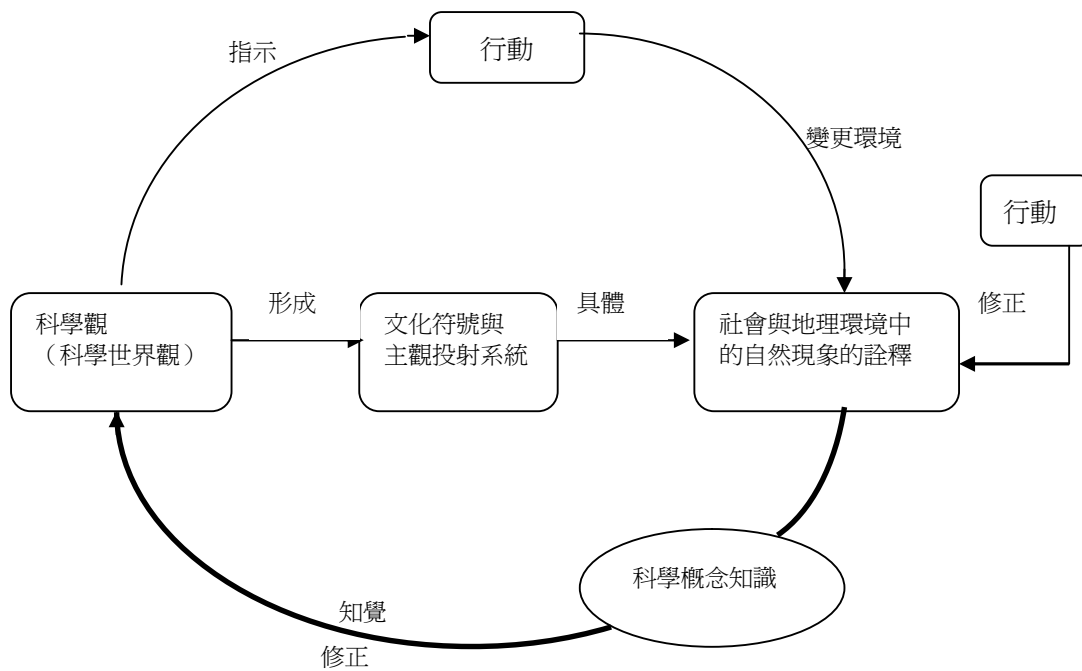 指示
行動
變更環境
行動
科學觀
（科學世界觀）
形成
文化符號與
主觀投射系統
具體
社會與地理環境中
的自然現象的詮釋
修正
科學概念知識
知覺
修正